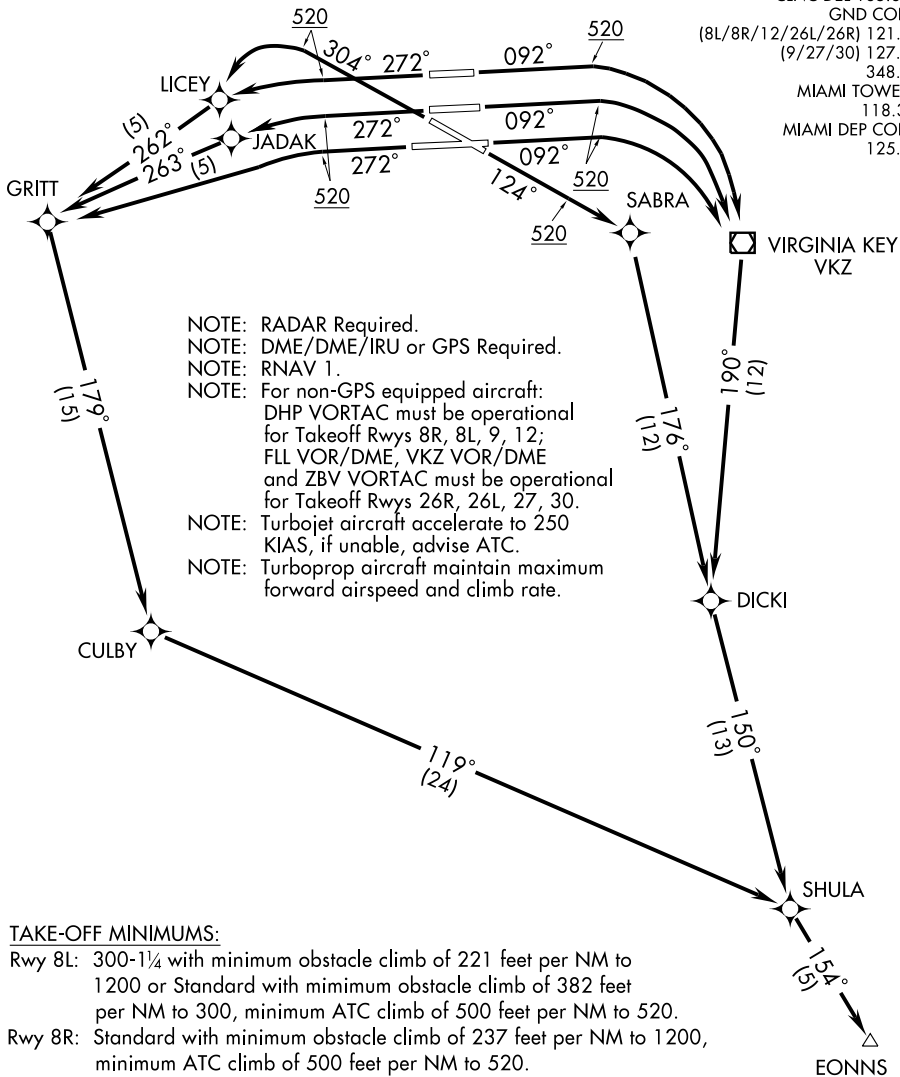 GND CO
(8L/8R/12/26L/26R) 121.
(9/27/30) 127.
348.
MIAMI TOWE
118.3
MIAMI DEP CO
125.
520
304°
272°
092°
520
LICEY
(5)
262°
JADAK
272°
092°
263°
(5)
272°
092°
520
520
GRITT
124°
520
SABRA
VIRGINIA KEY
VKZ
NOTE: RADAR Required.
NOTE: DME/DME/IRU or GPS Required.
NOTE: RNAV 1.
NOTE: For non-GPS equipped aircraft:
DHP VORTAC must be operational
for Takeoff Rwys 8R, 8L, 9, 12;
FLL VOR/DME, VKZ VOR/DME
and ZBV VORTAC must be operational
for Takeoff Rwys 26R, 26L, 27, 30.
NOTE: Turbojet aircraft accelerate to 250
KIAS, if unable, advise ATC.
NOTE: Turboprop aircraft maintain maximum
forward airspeed and climb rate.
179°
(15)
176°
(12)
190°
(12)
DICKI
CULBY
119°
(24)
150°
(13)
SHULA
154°
(5)
EONNS
TAKE-OFF MINIMUMS:
Rwy 8L: 300-1¼ with minimum obstacle climb of 221 feet per NM to
1200 or Standard with mimimum obstacle climb of 382 feet
per NM to 300, minimum ATC climb of 500 feet per NM to 520.
Rwy 8R: Standard with minimum obstacle climb of 237 feet per NM to 1200,
minimum ATC climb of 500 feet per NM to 520.